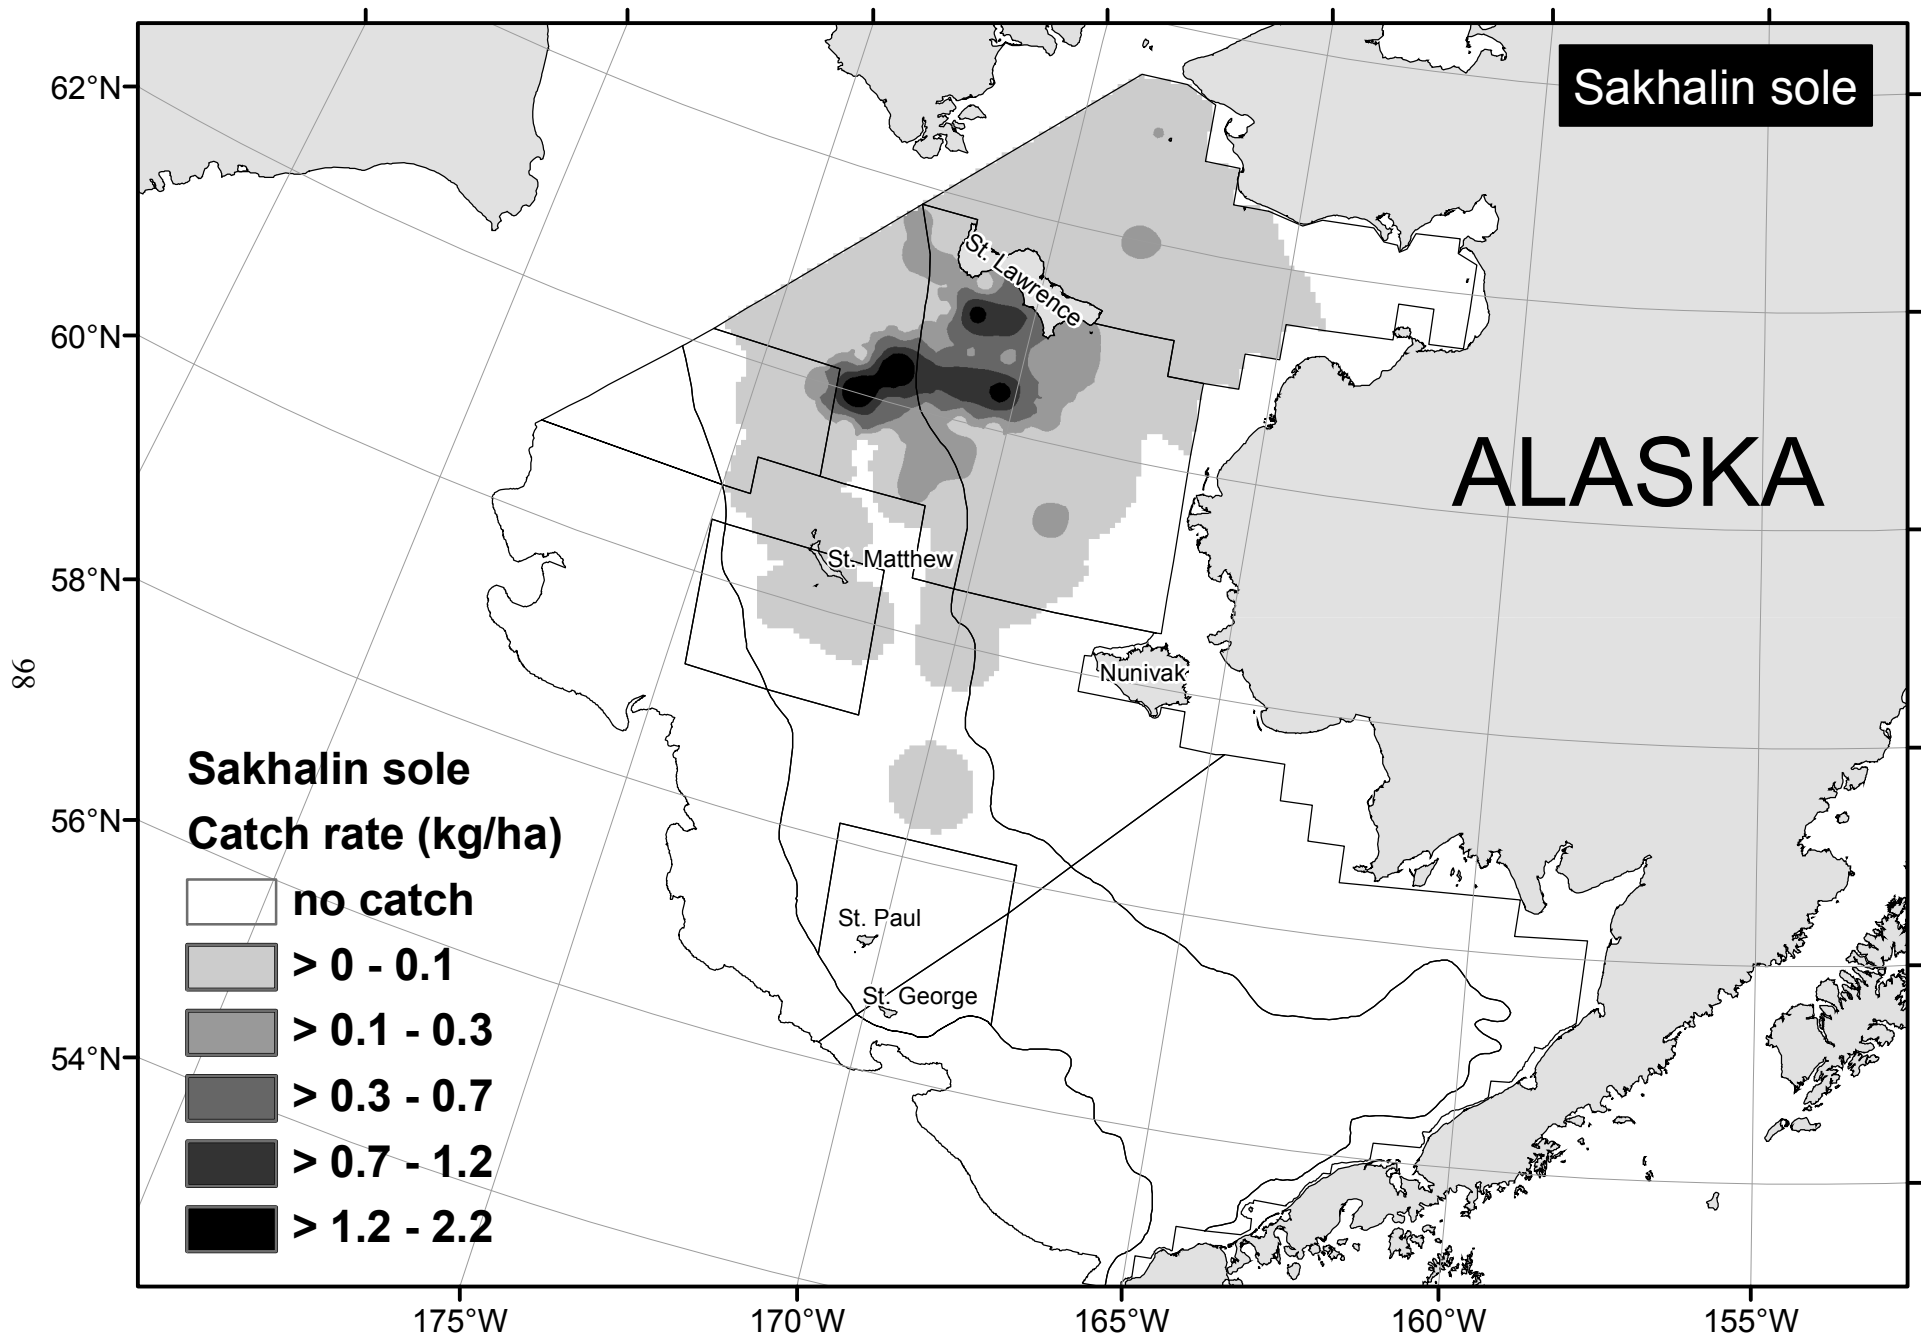 Sakhalin sole
62°N
60°N
58°N
56°N
54°N
St. Lawrence
ALASKA
St. Matthew
Nunivak
St. Paul
St. George
Sakhalin sole
Catch rate (kg/ha)
no catch
> 0 - 0.1
> 0.1 - 0.3
> 0.3 - 0.7
> 0.7 - 1.2
> 1.2 - 2.2
175°W
170°W
165°W
160°W
155°W
86